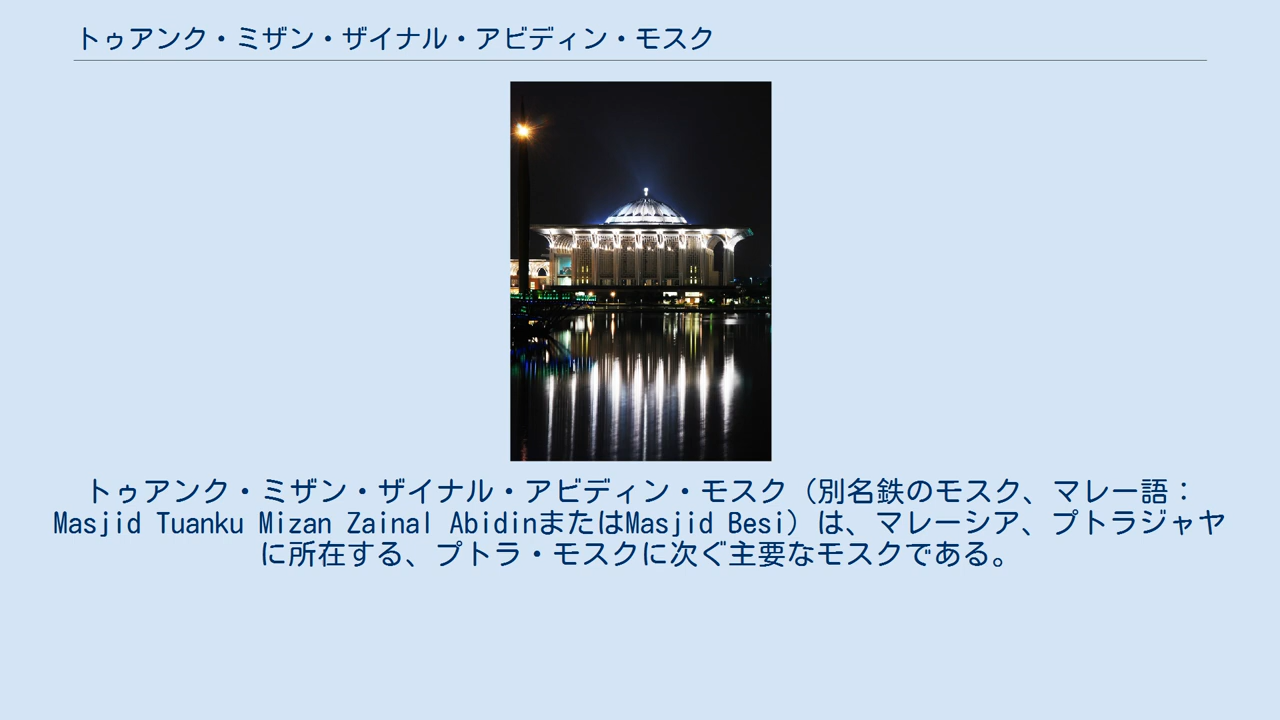 トゥアンク・ミザン・ザイナル・アビディン・モスク
トゥアンク・ミザン・ザイナル・アビディン・モスク（別名鉄のモスク、マレー語：
Masjid Tuanku Mizan Zainal AbidinまたはMasjid Besi）は、マレーシア、プトラジャヤ
に所在する、プトラ・モスクに次ぐ主要なモスクである。